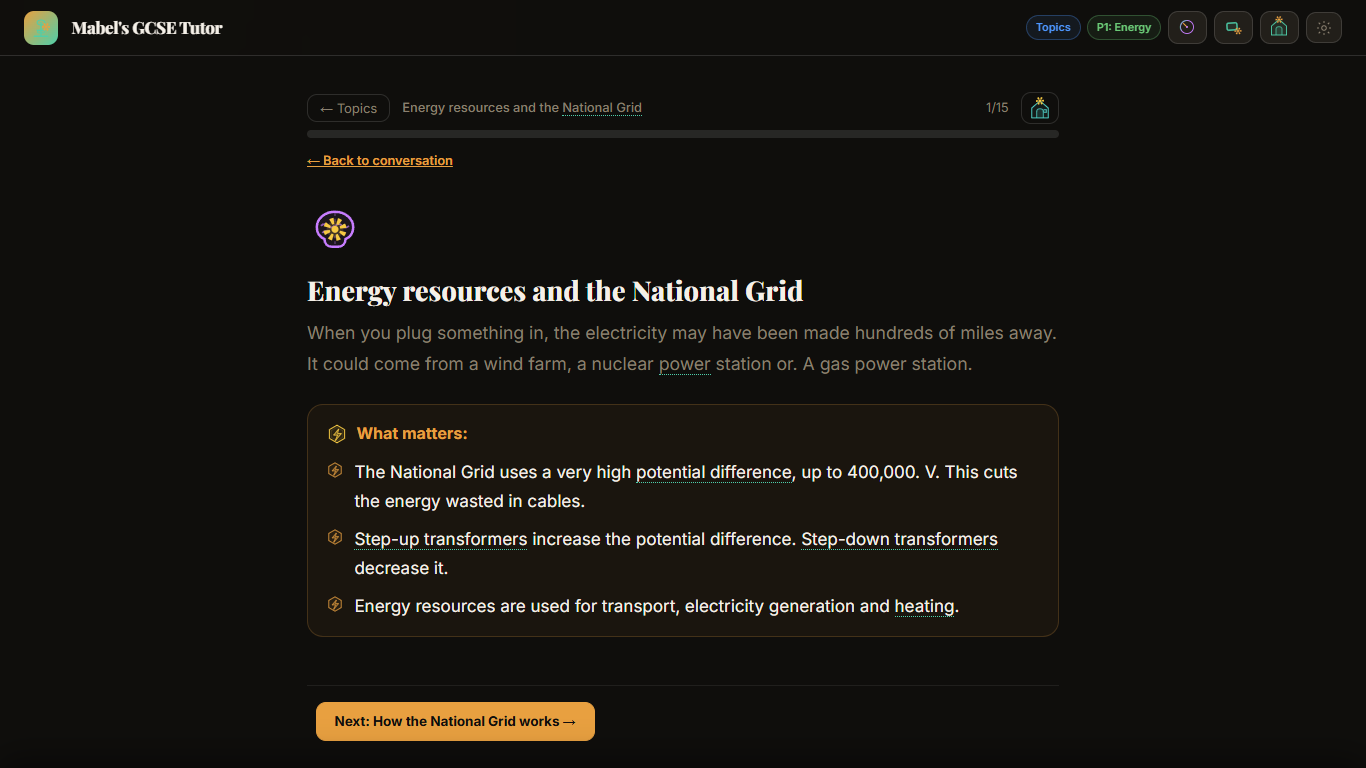 Mabel's GCSE Tutor
Topics
P1: Energy
← Topics
Energy resources and the National Grid
1/15
← Back to conversation
Energy resources and the National Grid
When you plug something in, the electricity may have been made hundreds of miles away.
It could come from a wind farm, a nuclear power station or. A gas power station.
What matters:
The National Grid uses a very high potential difference, up to 400,000. V. This cuts
the energy wasted in cables.
Step-up transformers increase the potential difference. Step-down transformers
decrease it.
Energy resources are used for transport, electricity generation and heating.
Next: How the National Grid works →